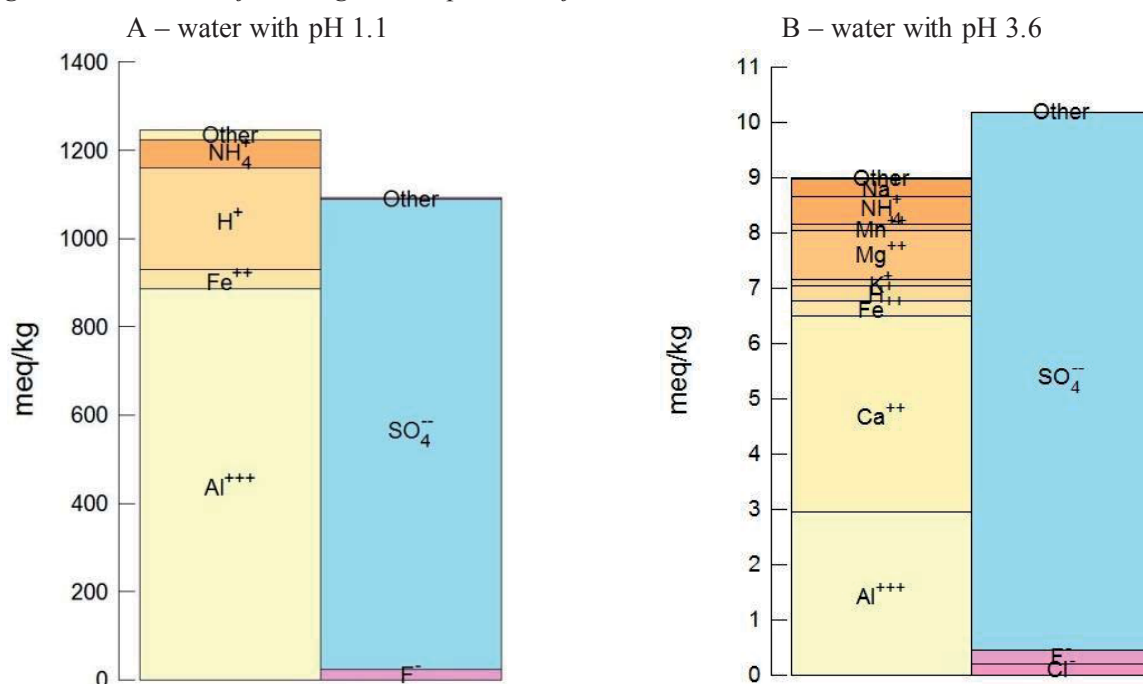 A – water with pH 1.1
1400
1200
1000
800
600
400
200
0
meq/kg
Other
NH₄⁺
H⁺
Fe⁺⁺
Al⁺⁺⁺
Other
SO₄⁻⁻
F⁻
B – water with pH 3.6
11
10
9
8
7
6
5
4
3
2
1
0
meq/kg
Other
Na⁺
NH₄⁺
Mn⁺⁺
Mg⁺⁺
K⁺
H⁺
Fe⁺⁺
Ca⁺⁺
Al⁺⁺⁺
Other
SO₄⁻⁻
F⁻
Cl⁻